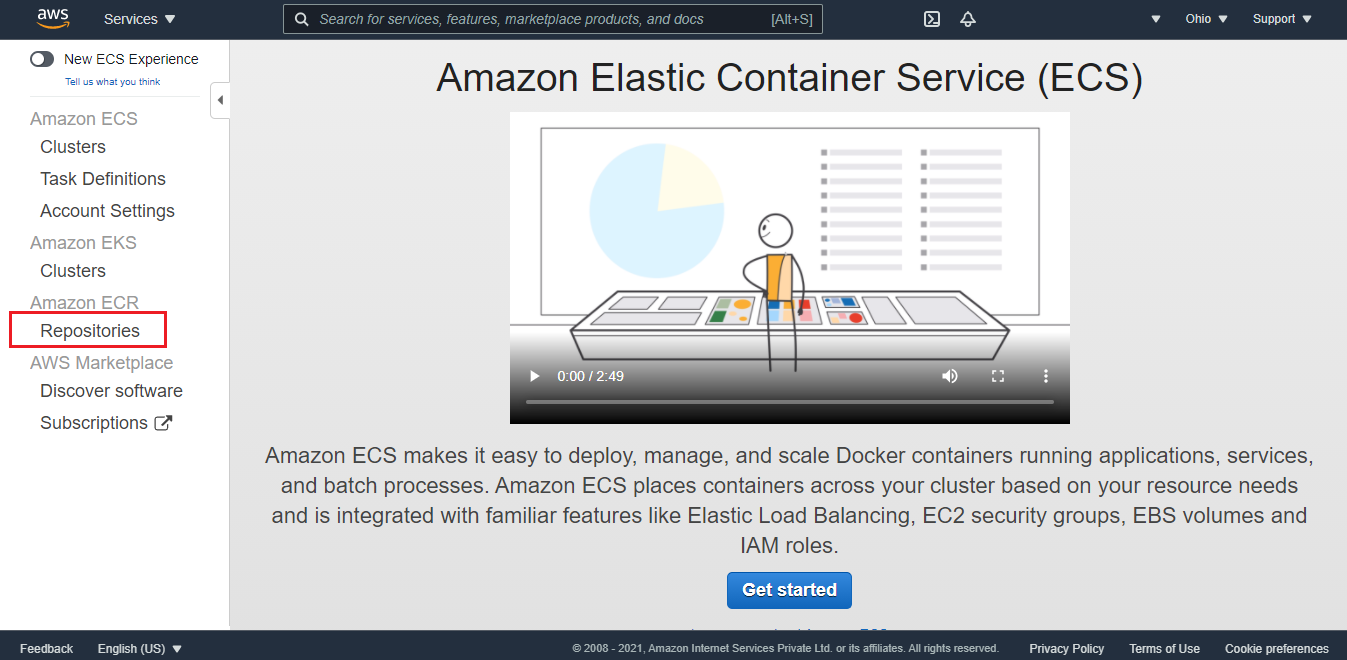 aws
Services
Search for services, features, marketplace products, and docs [Alt+S]
Ohio
Support
New ECS Experience
Tell us what you think
Amazon ECS
Clusters
Task Definitions
Account Settings
Amazon EKS
Clusters
Amazon ECR
Repositories
AWS Marketplace
Discover software
Subscriptions
Amazon Elastic Container Service (ECS)
0:00 / 2:49
Amazon ECS makes it easy to deploy, manage, and scale Docker containers running applications, services,
and batch processes. Amazon ECS places containers across your cluster based on your resource needs
and is integrated with familiar features like Elastic Load Balancing, EC2 security groups, EBS volumes and
IAM roles.
Get started
Feedback
English (US)
© 2008 - 2021, Amazon Internet Services Private Ltd. or its affiliates. All rights reserved.
Privacy Policy
Terms of Use
Cookie preferences